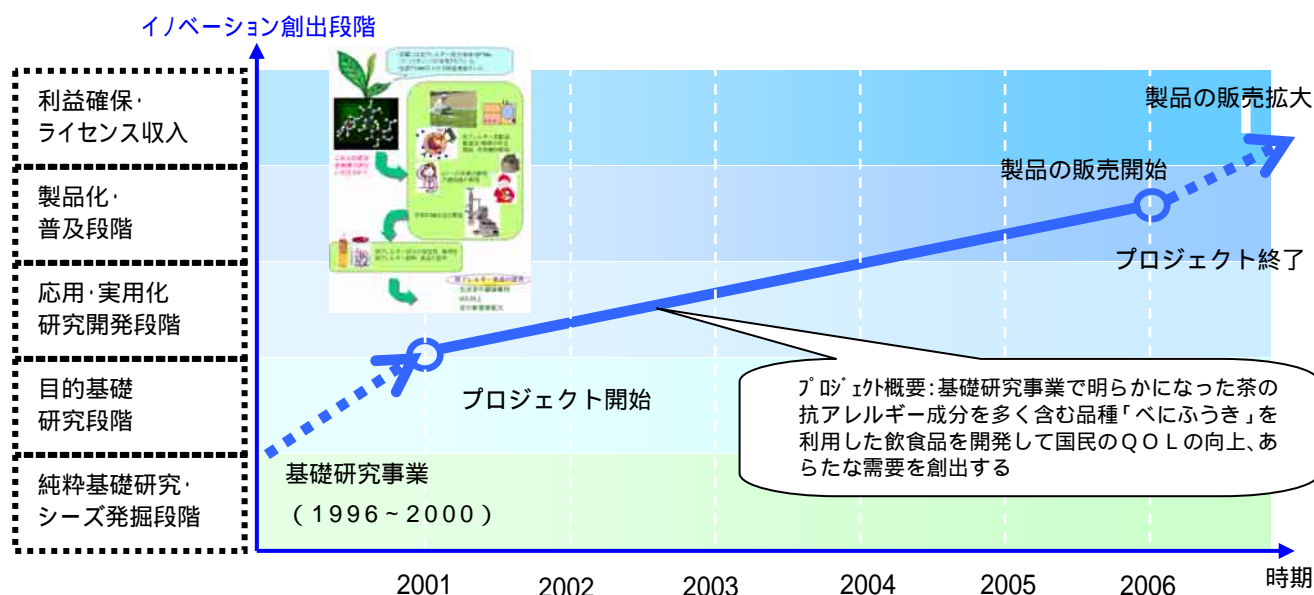 イノベーション創出段階
利益確保・
ライセンス収入
製品化・
普及段階
応用・実用化
研究開発段階
目的基礎
研究段階
純粋基礎研究・
シーズ発掘段階
製品の販売拡大
製品の販売開始
プロジェクト終了
プロジェクト開始
プロジェクト概要:基礎研究事業で明らかになった茶の
抗アレルギー成分を多く含む品種「べにふうき」を
利用した飲食品を開発して国民のQOLの向上、あ
らたな需要を創出する
基礎研究事業
(1996~2000)
2001
2002
2003
2004
2005
2006
時期